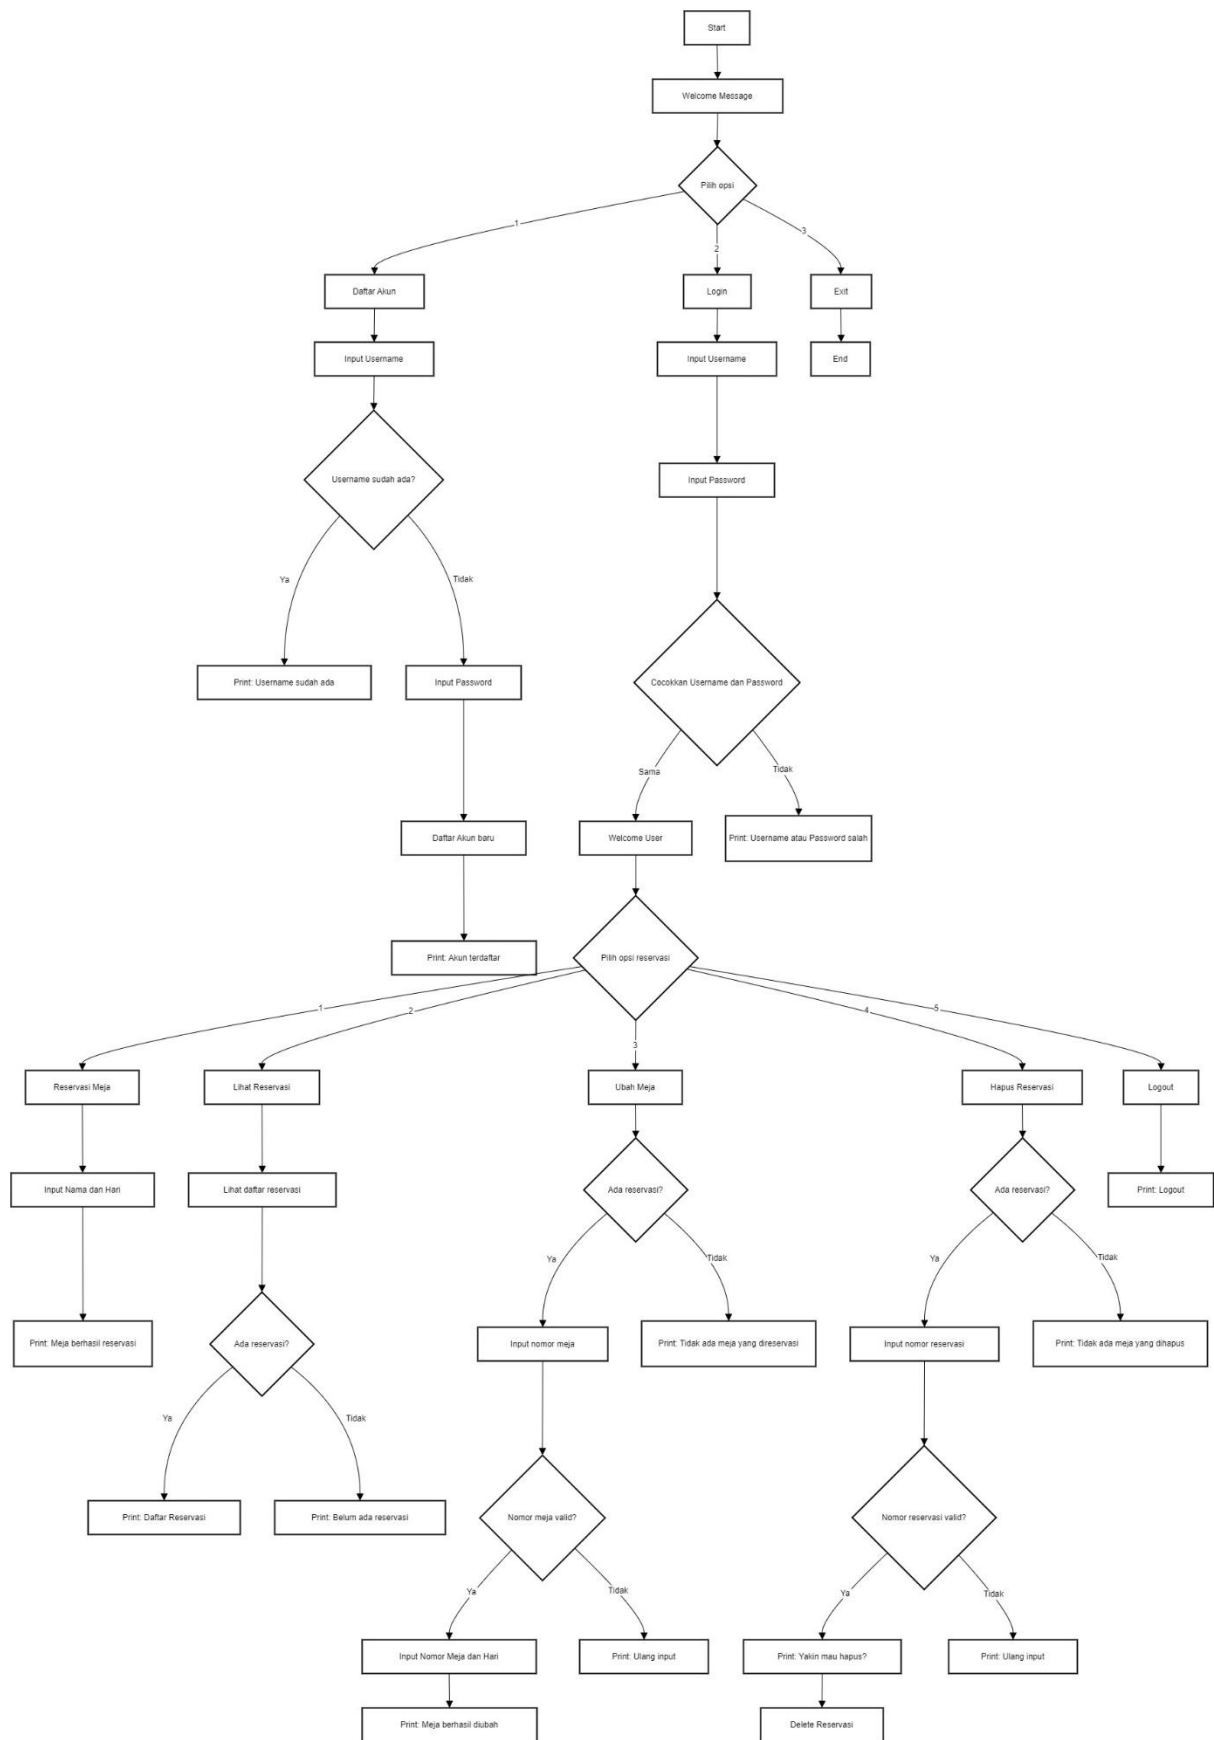 Start
Welcome Message
Pilih opsi
1
2
3
Daftar Akun
Login
Exit
Input Username
Input Username
End
Username sudah ada?
Input Password
Ya
Tidak
Print: Username sudah ada
Input Password
Cocokkan Username dan Password
Sama
Tidak
Daftar Akun baru
Welcome User
Print: Username atau Password salah
Print: Akun terdaftar
Pilih opsi reservasi
1
2
3
4
5
Reservasi Meja
Lihat Reservasi
Ubah Meja
Hapus Reservasi
Logout
Input Nama dan Hari
Lihat daftar reservasi
Ada reservasi?
Ada reservasi?
Print: Logout
Ya
Tidak
Ya
Tidak
Print: Meja berhasil reservasi
Ada reservasi?
Input nomor meja
Print: Tidak ada meja yang direservasi
Input nomor reservasi
Print: Tidak ada meja yang dihapus
Ya
Tidak
Print: Daftar Reservasi
Print: Belum ada reservasi
Nomor meja valid?
Nomor reservasi valid?
Ya
Tidak
Ya
Tidak
Input Nomor Meja dan Hari
Print: Ulang input
Print: Yakin mau hapus?
Print: Ulang input
Print: Meja berhasil diubah
Delete Reservasi